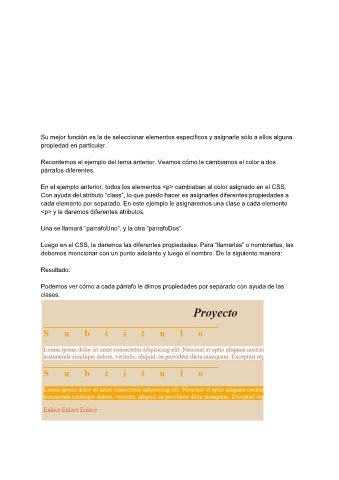 Su mejor función es la de seleccionar elementos específicos y asignarle sólo a ellos alguna
propiedad en particular.
Recordemos el ejemplo del tema anterior. Veamos cómo le cambiamos el color a dos
párrafos diferentes.
En el ejemplo anterior, todos los elementos <p> cambiaban al color asignado en el CSS.
Con ayuda del atributo “class”, lo que puedo hacer es asignarles diferentes propiedades a
cada elemento por separado. En este ejemplo le asignaremos una clase a cada elemento
<p> y le daremos diferentes atributos.
Una se llamará “parrafoUno”, y la otra “parrafoDos”
Luego en el CSS, le daremos las diferentes propiedades. Para “llamarlas” o nombrarlas, las
debemos mencionar con un punto adelante y luego el nombre. De la siguiente manera:
Resultado:
Podemos ver cómo a cada párrafo le dimos propiedades por separado con ayuda de las
clases.
Proyecto
S u b t i t u l o
Lorem ipsum dolor sit amet consectetur adipisicing elit. Nesciunt et optio aliquam nostru
assumenda similique dolore, veritatis, aliquid, ea provident dicta numquam. Excepturi rep
S u b t i t u l o
Lorem ipsum dolor sit amet consectetur adipisicing elit. Nesciunt et optio aliquam nostru
assumenda similique dolore, veritatis, aliquid, ea provident dicta numquam. Excepturi rep
Enlace Enlace Enlace